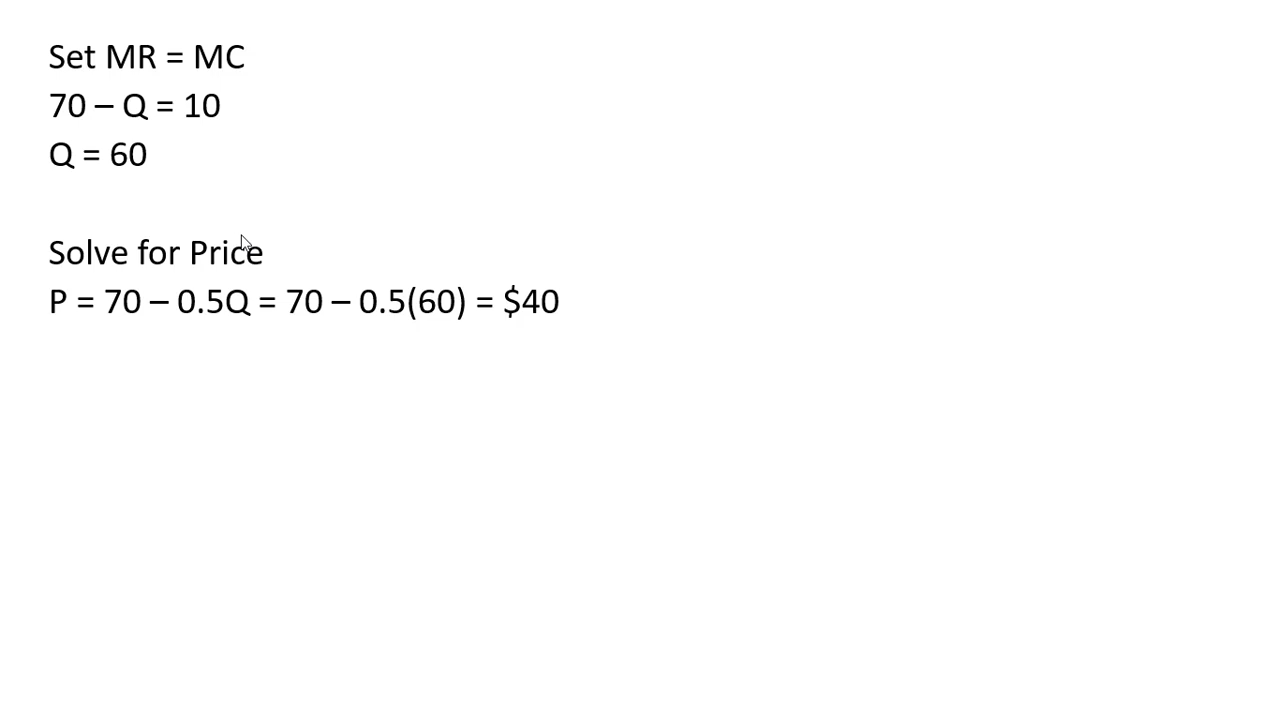 Set MR = MC
70 – Q = 10
Q = 60
Solve for Price
P = 70 – 0.5Q = 70 – 0.5(60) = $40